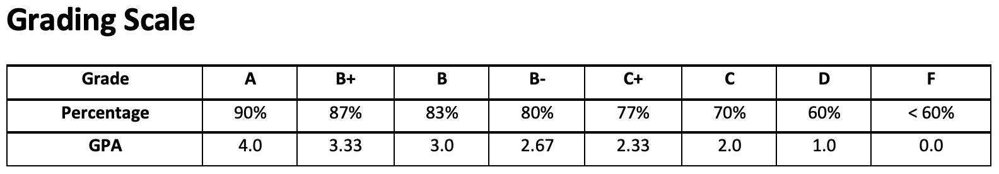 Grading Scale
Grade A B+ B B- C+ C D F
Percentage 90% 87% 83% 80% 77% 70% 60% < 60%
GPA 4.0 3.33 3.0 2.67 2.33 2.0 1.0 0.0